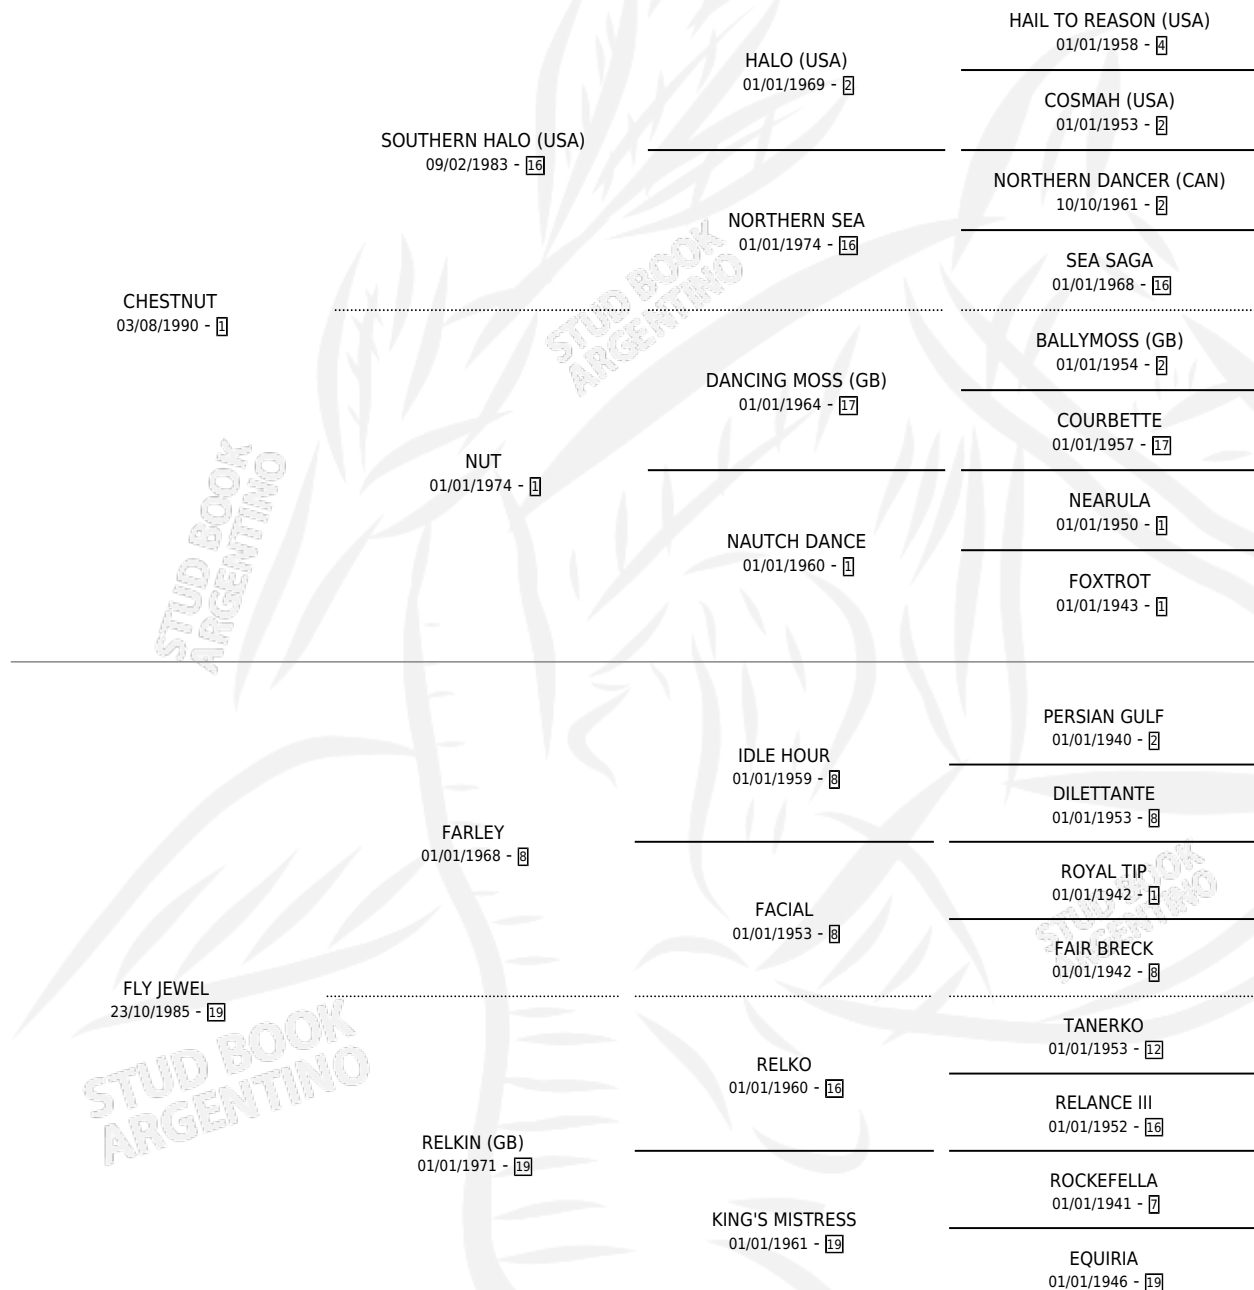 HAIL TO REASON (USA)
01/01/1958 - 4
HALO (USA)
01/01/1969 - 2
COSMAH (USA)
01/01/1953 - 2
SOUTHERN HALO (USA)
09/02/1983 - 16
NORTHERN DANCER (CAN)
10/10/1961 - 2
NORTHERN SEA
01/01/1974 - 16
SEA SAGA
01/01/1968 - 16
CHESTNUT
03/08/1990 - 1
BALLYMOSS (GB)
01/01/1954 - 2
DANCING MOSS (GB)
01/01/1964 - 17
COURBETTE
01/01/1957 - 17
NUT
01/01/1974 - 1
NEARULA
01/01/1950 - 1
NAUTCH DANCE
01/01/1960 - 1
FOXTROT
01/01/1943 - 1
PERSIAN GULF
01/01/1940 - 2
IDLE HOUR
01/01/1959 - 8
DILETTANTE
01/01/1953 - 8
FARLEY
01/01/1968 - 8
ROYAL TIP
01/01/1942 - 1
FACIAL
01/01/1953 - 8
FAIR BRECK
01/01/1942 - 8
FLY JEWEL
23/10/1985 - 19
TANERKO
01/01/1953 - 12
RELKO
01/01/1960 - 16
RELANCE III
01/01/1952 - 16
RELKIN (GB)
01/01/1971 - 19
ROCKEFELLA
01/01/1941 - 7
KING'S MISTRESS
01/01/1961 - 19
EQUIRIA
01/01/1946 - 19
STUD BOOK
ARGENTINO
STUD BOOK
ARGENTINO
STUD BOOK
ARGENTINO
STUD BOOK
ARGENTINO